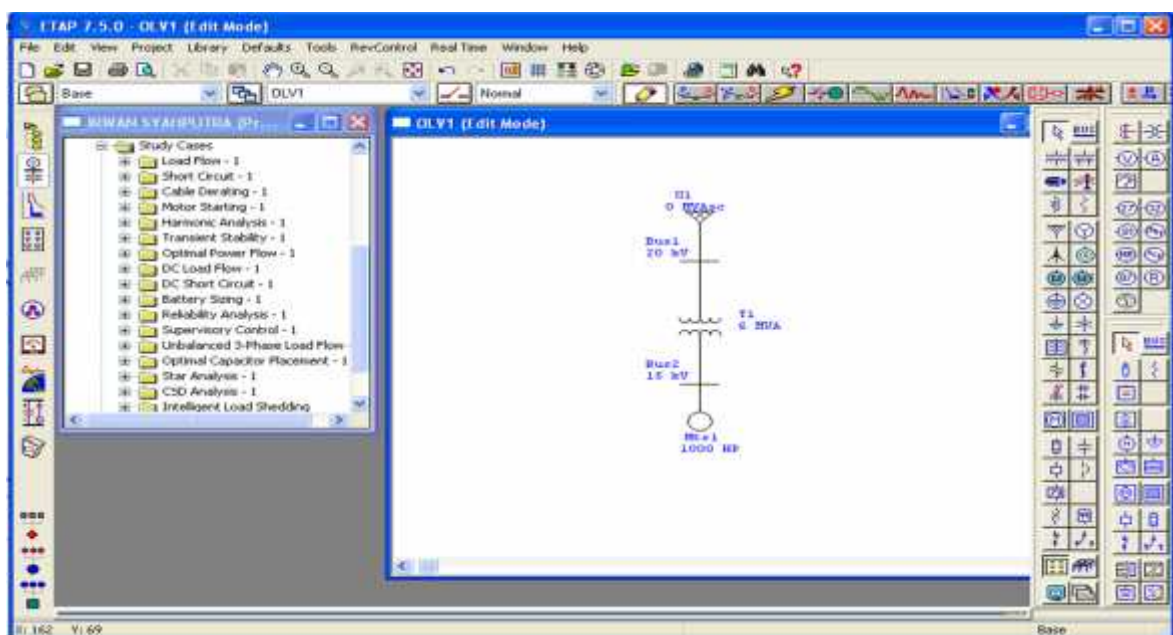 ETAP 7.5.0 - OLV1 (Edit Mode)
File Edit View Project Library Defaults Tools RevControl Real Time Window Help
Base OLV1 Normal
OLV1 (Edit Mode)
Study Cases
Load Flow - 1
Short Circuit - 1
Cable Derating - 1
Motor Starting - 1
Harmonic Analysis - 1
Transient Stability - 1
Optimal Power Flow - 1
DC Load Flow - 1
DC Short Circuit - 1
Battery Sizing - 1
Reliability Analysis - 1
Supervisory Control - 1
Unbalanced 3-Phase Load Flow
Optimal Capacitor Placement - 1
Star Analysis - 1
CSD Analysis - 1
Intelligent Load Shedding
U1
0 MVAsc
Bus1
20 kV
T1
6 MVA
Bus2
15 kV
Mtr1
1000 HP
X: 162 Y: 69
Base